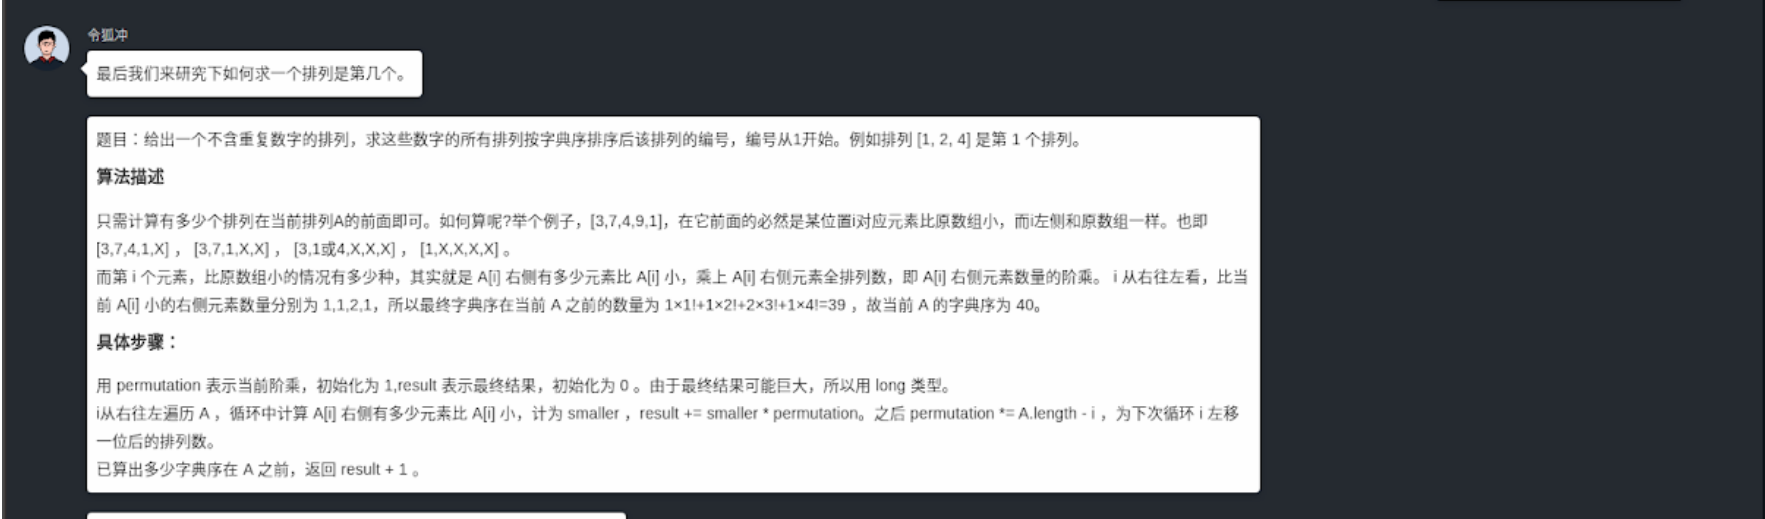 令狐冲
最后我们来研究下如何求一个排列是第几个。
题目：给出一个不含重复数字的排列，求这些数字的所有排列按字典序排序后该排列的编号，编号从1开始。例如排列 [1, 2, 4] 是第 1 个排列。
算法描述
只需计算有多少个排列在当前排列A的前面即可。如何算呢?举个例子，[3,7,4,9,1]，在它前面的必然是某位置i对应元素比原数组小，而i左侧和原数组一样。也即
[3,7,4,1,X] ， [3,7,1,X,X] ， [3,1或4,X,X,X] ， [1,X,X,X,X] 。
而第 i 个元素，比原数组小的情况有多少种，其实就是 A[i] 右侧有多少元素比 A[i] 小，乘上 A[i] 右侧元素全排列数，即 A[i] 右侧元素数量的阶乘。 i 从右往左看，比当
前 A[i] 小的右侧元素数量分别为 1,1,2,1，所以最终字典序在当前 A 之前的数量为 1×1!+1×2!+2×3!+1×4!=39 ，故当前 A 的字典序为 40。
具体步骤：
用 permutation 表示当前阶乘，初始化为 1,result 表示最终结果，初始化为 0 。由于最终结果可能巨大，所以用 long 类型。
i从右往左遍历 A ，循环中计算 A[i] 右侧有多少元素比 A[i] 小，计为 smaller ，result += smaller * permutation。之后 permutation *= A.length - i ，为下次循环 i 左移
一位后的排列数。
已算出多少字典序在 A 之前，返回 result + 1 。